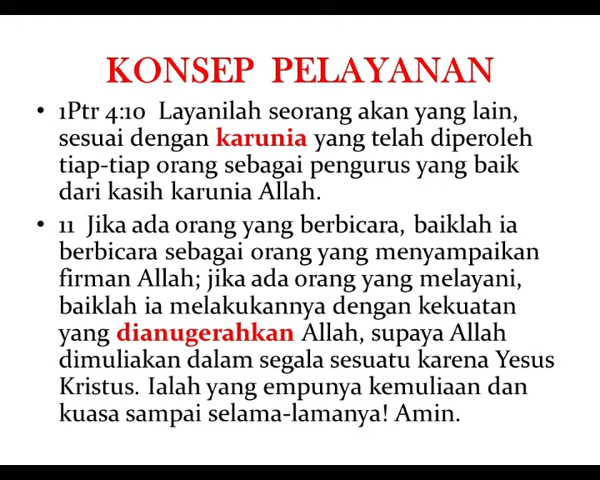 KONSEP PELAYANAN
• 1Ptr 4:10 Layanilah seorang akan yang lain,
sesuai dengan karunia yang telah diperoleh
tiap-tiap orang sebagai pengurus yang baik
dari kasih karunia Allah.
• 11 Jika ada orang yang berbicara, baiklah ia
berbicara sebagai orang yang menyampaikan
firman Allah; jika ada orang yang melayani,
baiklah ia melakukannya dengan kekuatan
yang dianugerahkan Allah, supaya Allah
dimuliakan dalam segala sesuatu karena Yesus
Kristus. Ialah yang empunya kemuliaan dan
kuasa sampai selama-lamanya! Amin.